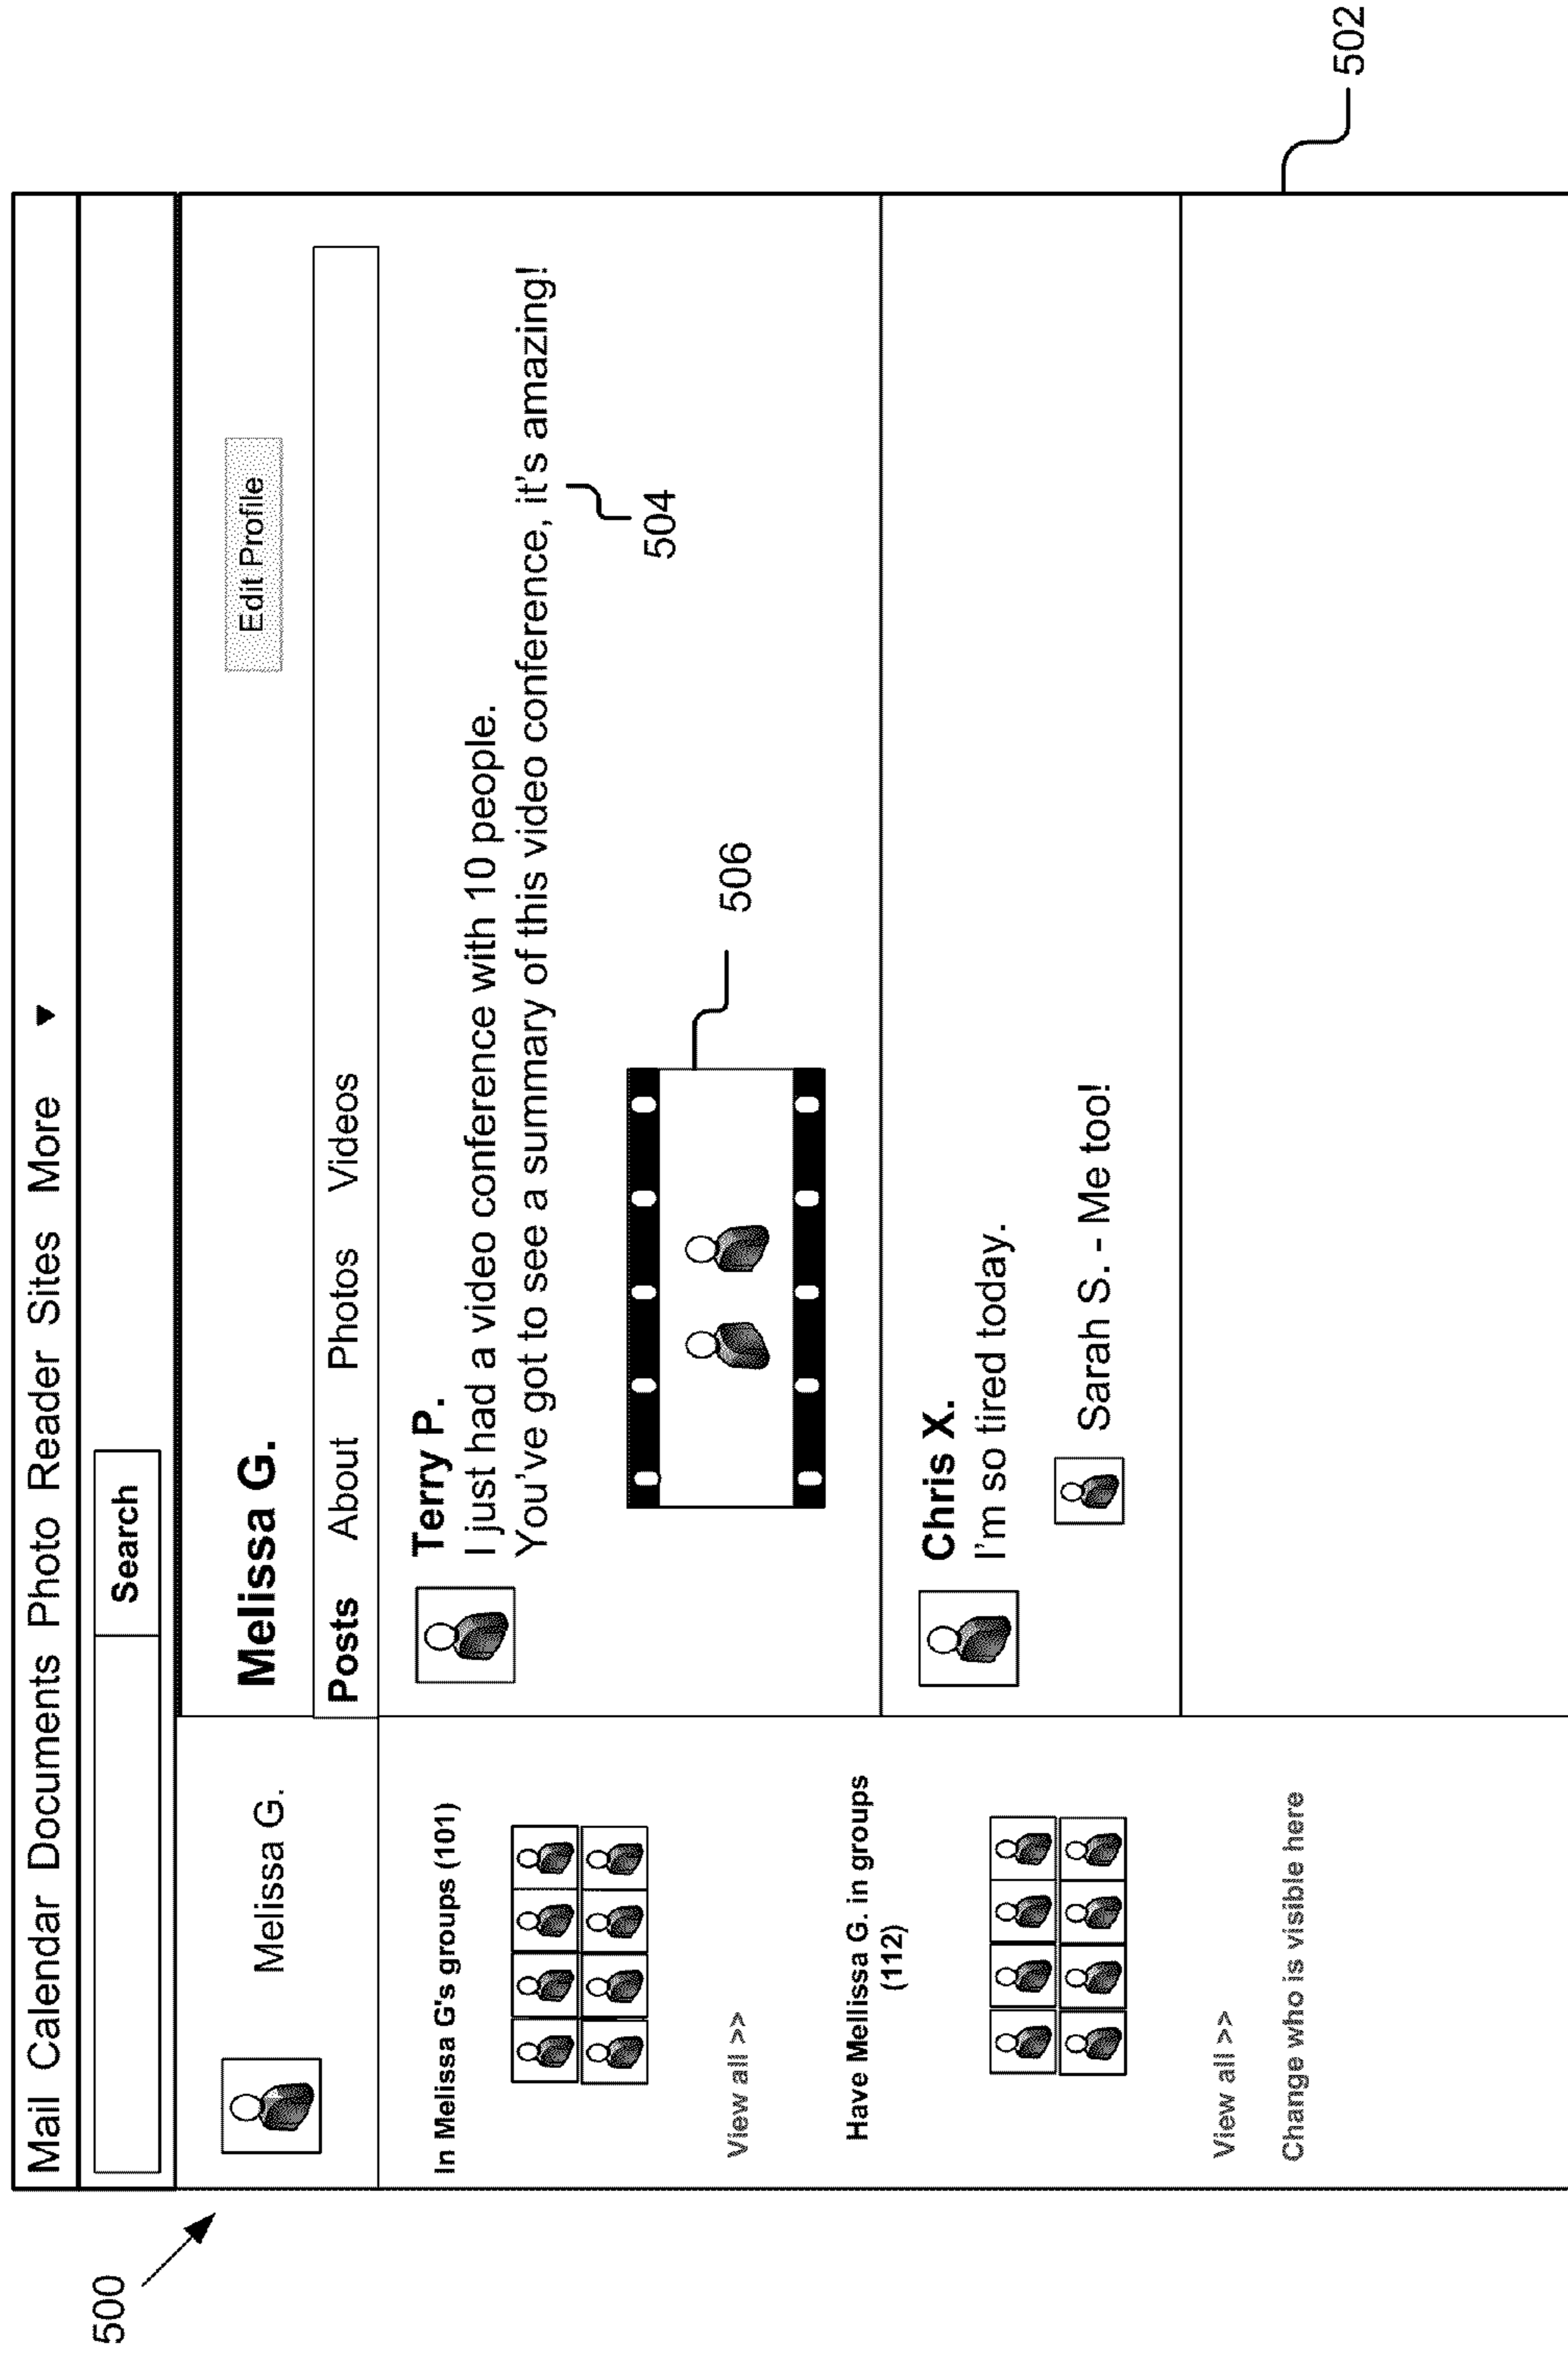 500
Mail Calendar Documents Photo Reader Sites More ▼
Search
Melissa G.
In Melissa G's groups (101)
View all >>
Have Mellissa G. in groups
(112)
View all >>
Change who is visible here
Melissa G.
Edit Profile
Posts About Photos Videos
Terry P.
I just had a video conference with 10 people.
You've got to see a summary of this video conference, it's amazing!
504
506
Chris X.
I'm so tired today.
Sarah S. - Me too!
502